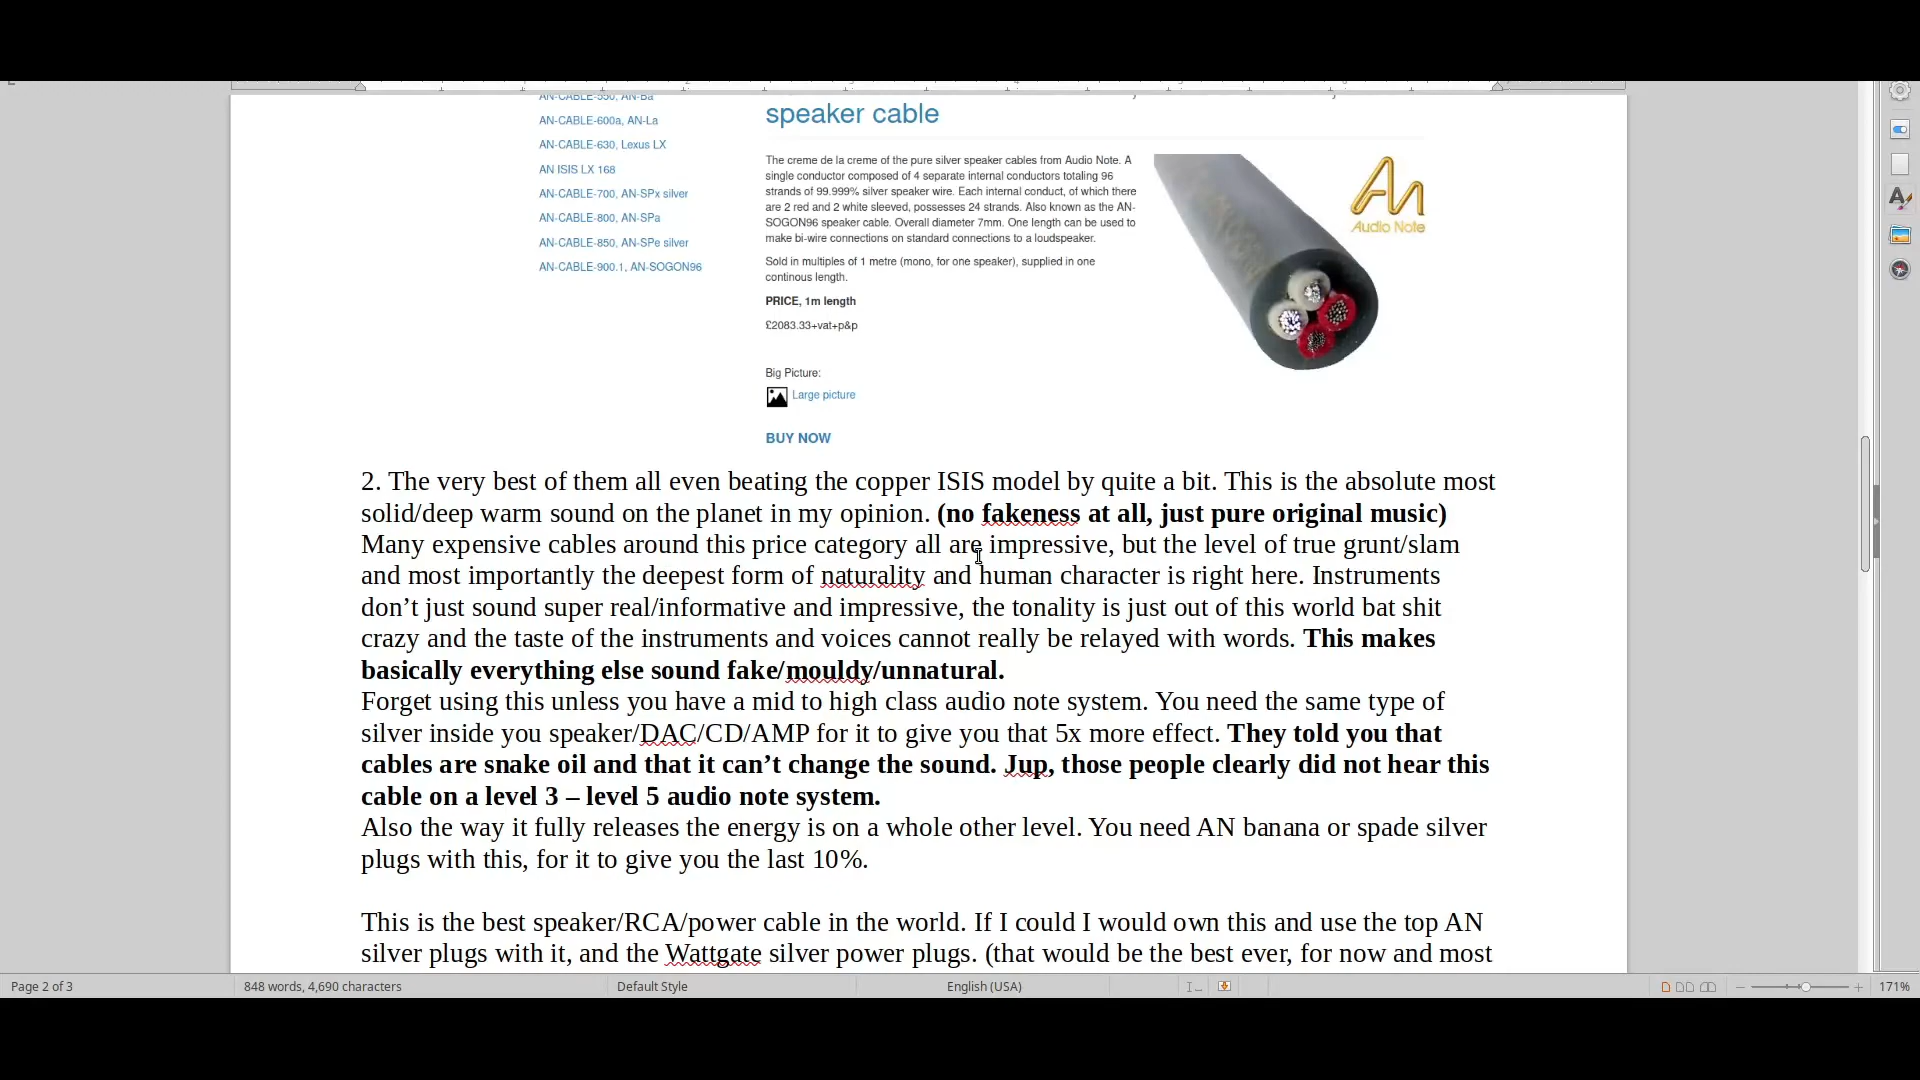 AN-CABLE-550, AN-Ba
speaker cable
AN-CABLE-600a, AN-La
AN-CABLE-630, Lexus LX
AN ISIS LX 168
AN-CABLE-700, AN-SPx silver
AN-CABLE-800, AN-SPa
AN-CABLE-850, AN-SPe silver
AN-CABLE-900.1, AN-SOGON96
The creme de la creme of the pure silver speaker cables from Audio Note. A
single conductor composed of 4 separate internal conductors totaling 96
strands of 99.999% silver speaker wire. Each internal conduct, of which there
are 2 red and 2 white sleeved, possesses 24 strands. Also known as the AN-
SOGON96 speaker cable. Overall diameter 7mm. One length can be used to
make bi-wire connections on standard connections to a loudspeaker.
Sold in multiples of 1 metre (mono, for one speaker), supplied in one
continous length.
PRICE, 1m length
£2083.33+vat+p&p
Big Picture:
Large picture
BUY NOW
An
Audio Note
2. The very best of them all even beating the copper ISIS model by quite a bit. This is the absolute most
solid/deep warm sound on the planet in my opinion. (no fakeness at all, just pure original music)
Many expensive cables around this price category all are impressive, but the level of true grunt/slam
and most importantly the deepest form of naturality and human character is right here. Instruments
don’t just sound super real/informative and impressive, the tonality is just out of this world bat shit
crazy and the taste of the instruments and voices cannot really be relayed with words. This makes
basically everything else sound fake/mouldy/unnatural.
Forget using this unless you have a mid to high class audio note system. You need the same type of
silver inside you speaker/DAC/CD/AMP for it to give you that 5x more effect. They told you that
cables are snake oil and that it can’t change the sound. Jup, those people clearly did not hear this
cable on a level 3 – level 5 audio note system.
Also the way it fully releases the energy is on a whole other level. You need AN banana or spade silver
plugs with this, for it to give you the last 10%.
This is the best speaker/RCA/power cable in the world. If I could I would own this and use the top AN
silver plugs with it, and the Wattgate silver power plugs. (that would be the best ever, for now and most
Page 2 of 3
848 words, 4,690 characters
Default Style
English (USA)
171%